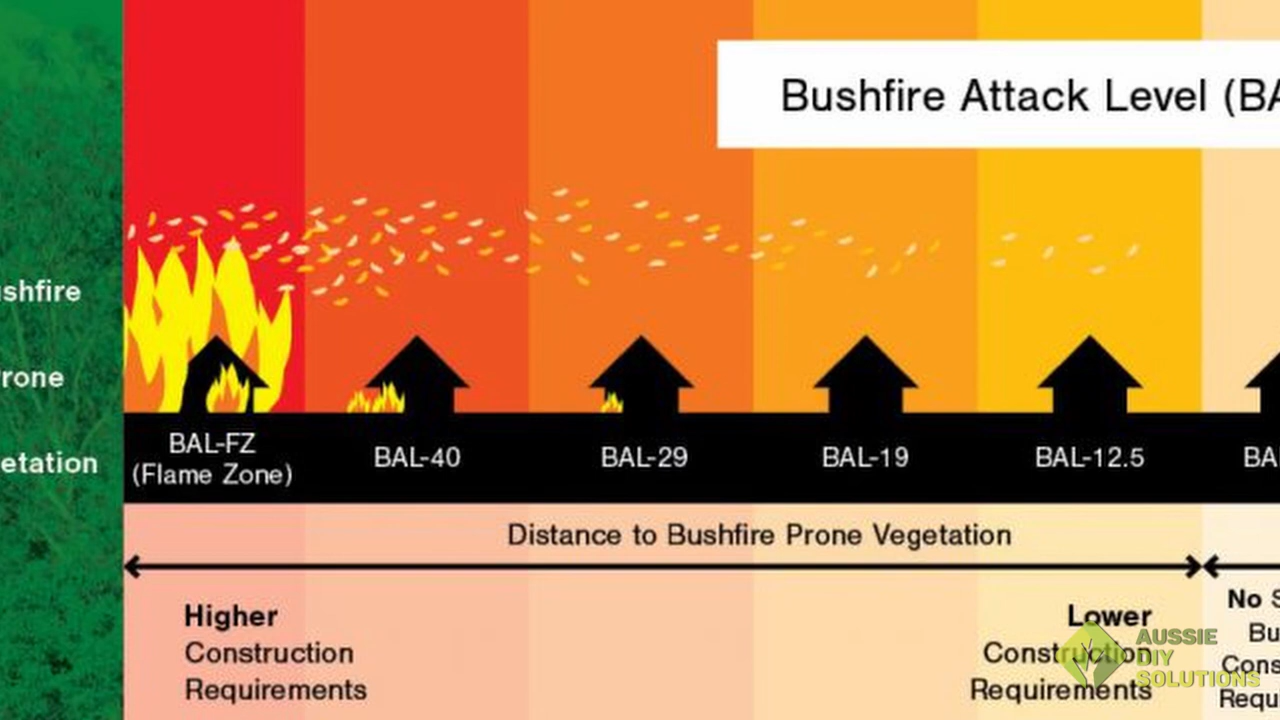 Bushfire Attack Level (BA
shfire
rone
etation
BAL-FZ
(Flame Zone)
BAL-40
BAL-29
BAL-19
BAL-12.5
BA
Distance to Bushfire Prone Vegetation
Higher
Construction
Requirements
Lower
Construction
Requirements
No S
Bu
Cons
Requ
AUSSIE
DIY
SOLUTIONS